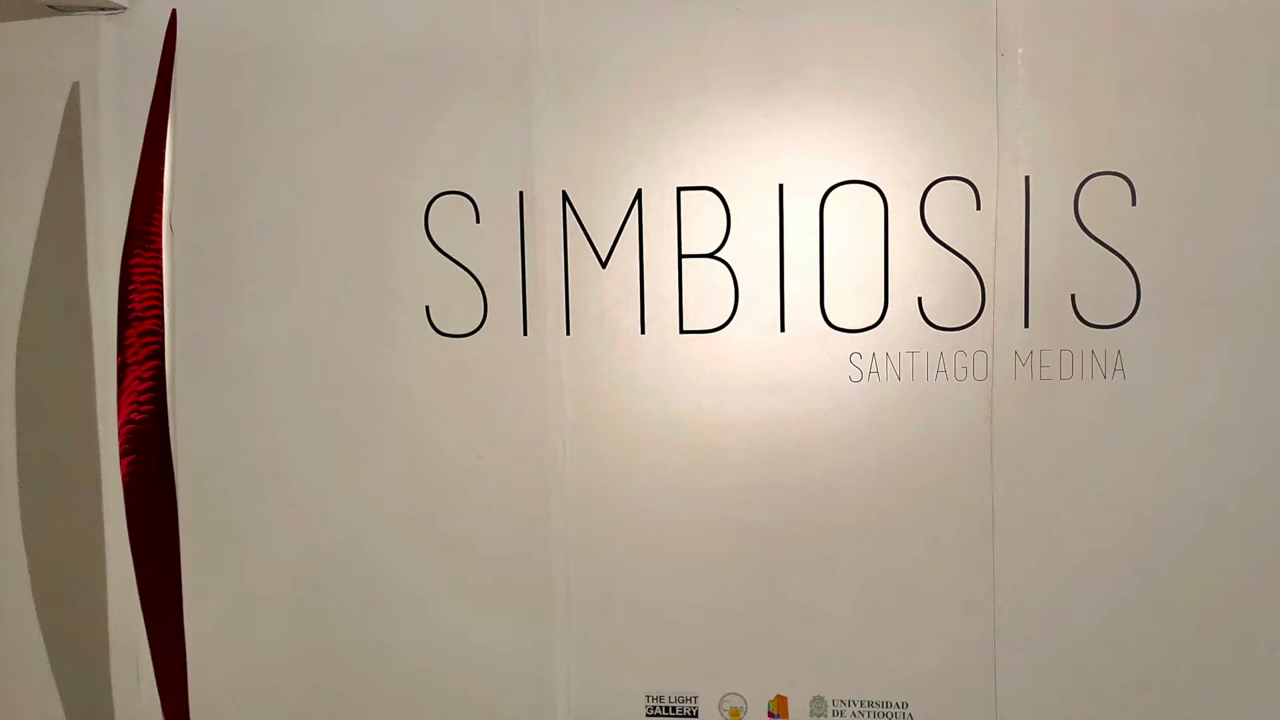 SIMBIOSIS
SANTIAGO MEDINA
THE LIGHT
GALLERY
UNIVERSIDAD
DE ANTIOQUIA